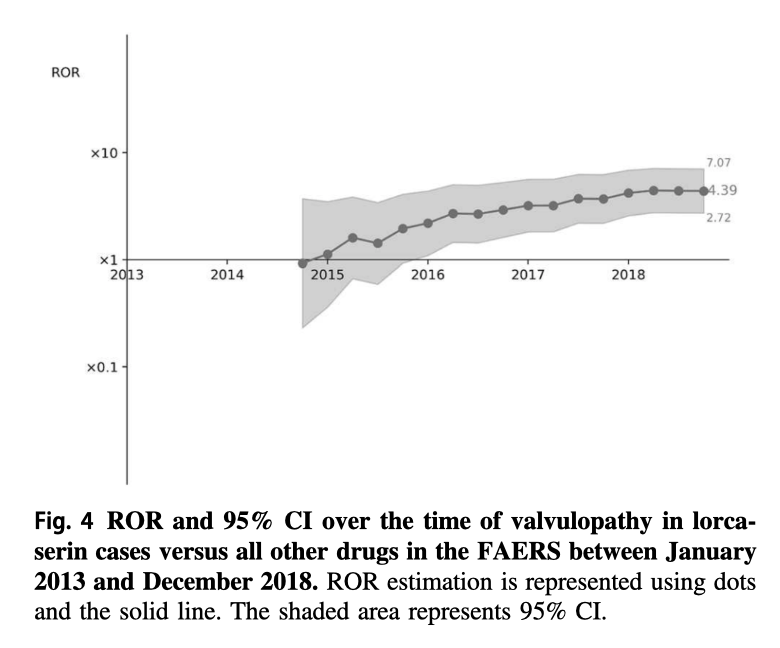 ROR
×10
7.07
4.39
2.72
×1
2013
2014
2015
2016
2017
2018
×0.1
Fig. 4 ROR and 95% CI over the time of valvulopathy in lorca-
serin cases versus all other drugs in the FAERS between January
2013 and December 2018. ROR estimation is represented using dots
and the solid line. The shaded area represents 95% CI.